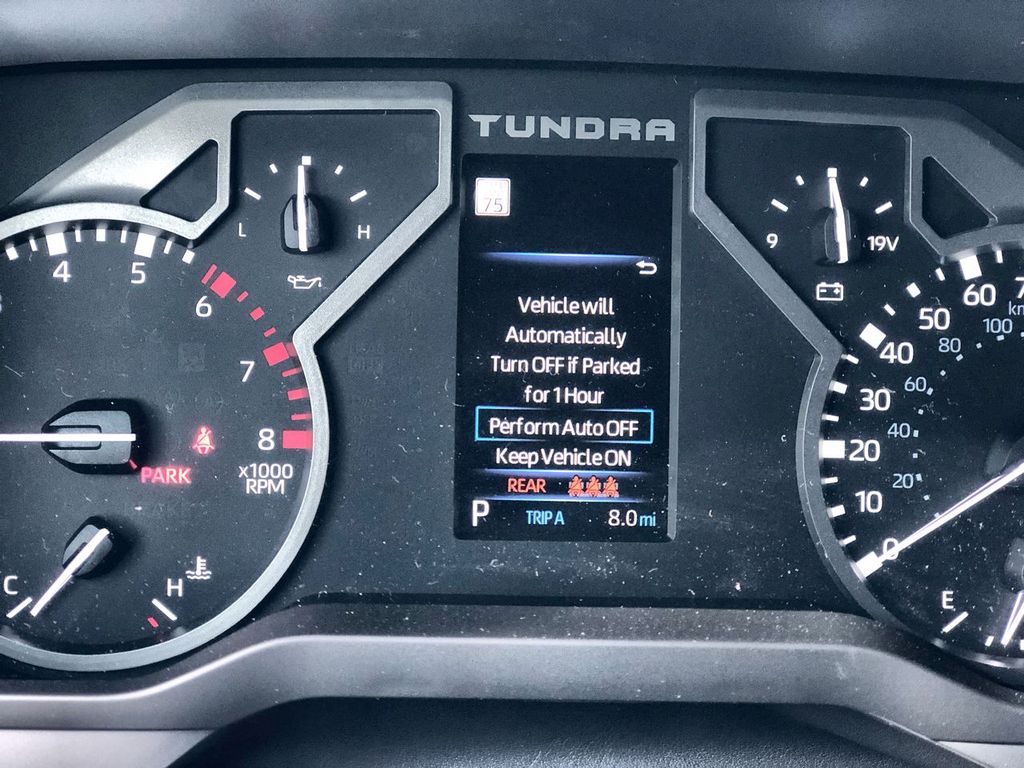 TUNDRA
75
L
H
9
19V
4
5
6
7
8
x1000
RPM
PARK
C
H
Vehicle will
Automatically
Turn OFF if Parked
for 1 Hour
Perform Auto OFF
Keep Vehicle ON
REAR
P
TRIP A
8.0 mi
60
50
40
30
20
10
0
100
80
60
40
20
E